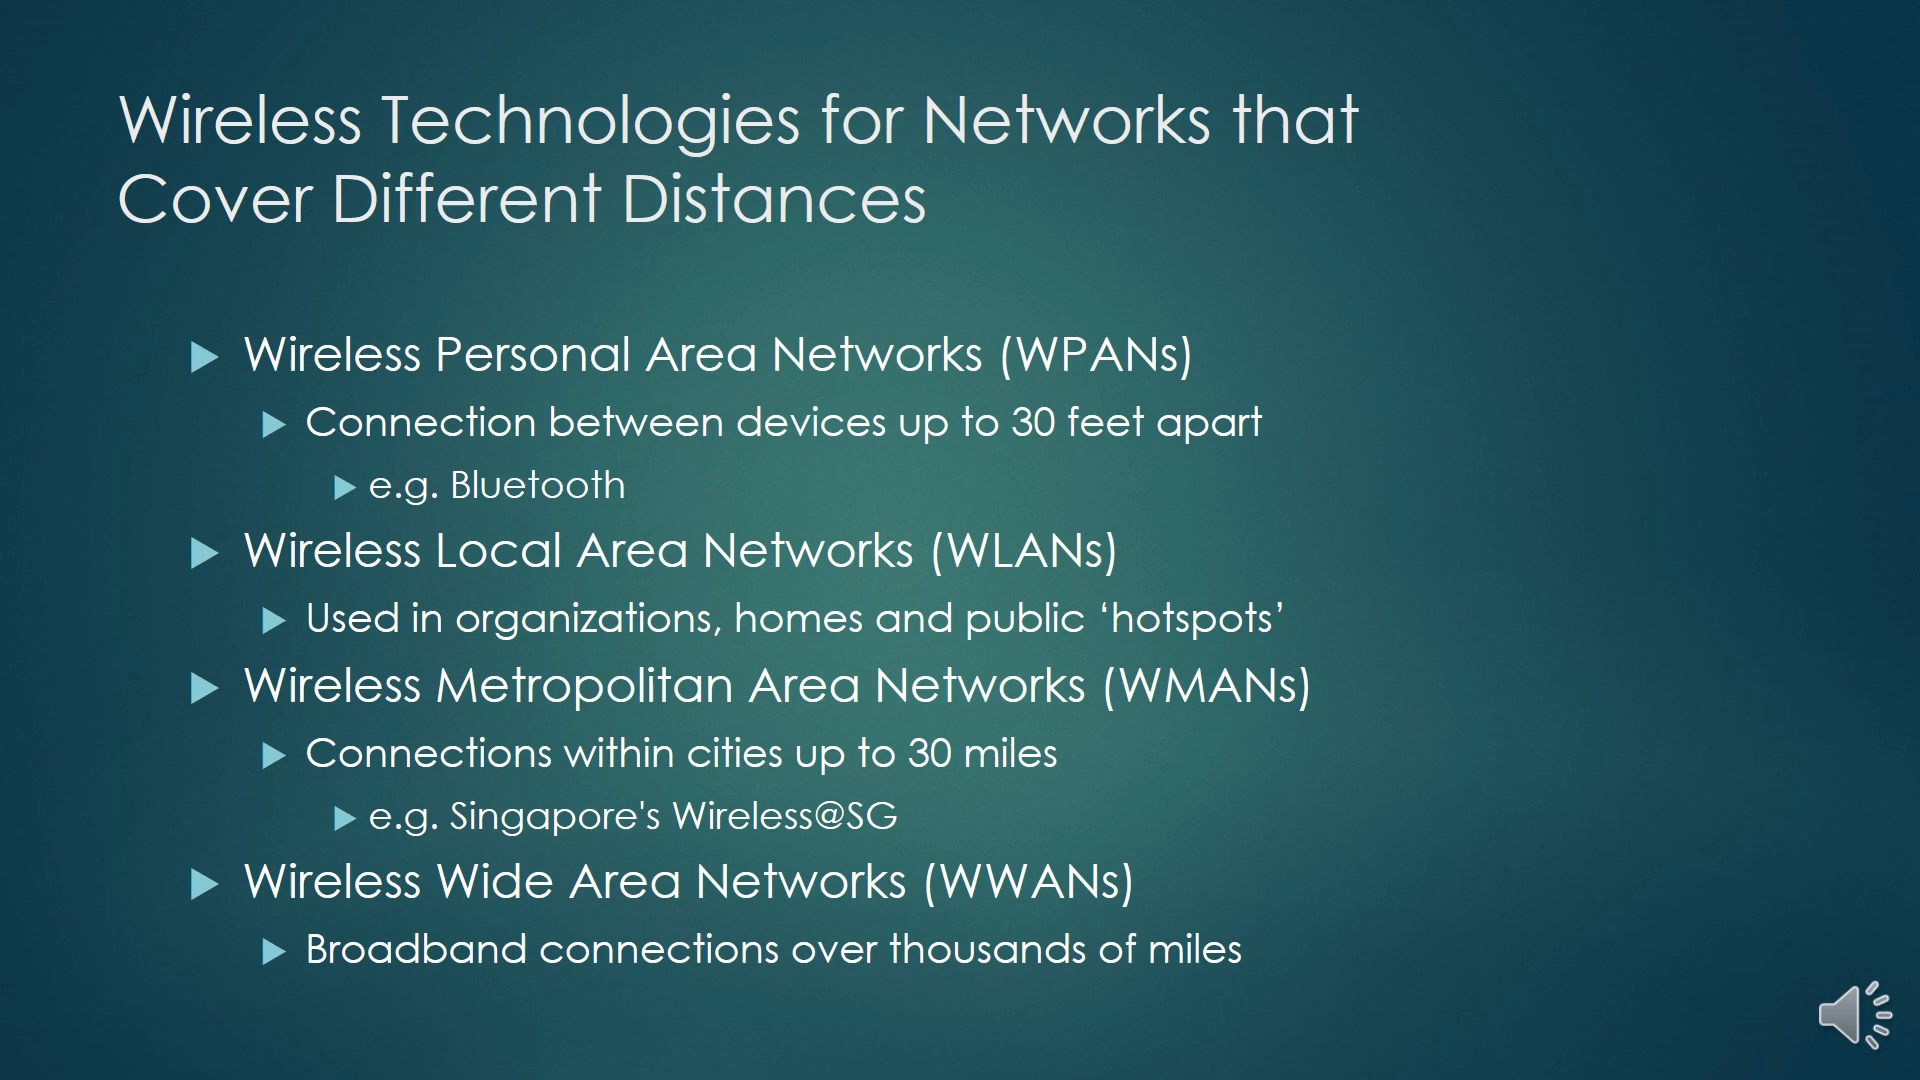 Wireless Technologies for Networks that
Cover Different Distances
Wireless Personal Area Networks (WPANs)
Connection between devices up to 30 feet apart
e.g. Bluetooth
Wireless Local Area Networks (WLANs)
Used in organizations, homes and public ‘hotspots’
Wireless Metropolitan Area Networks (WMANs)
Connections within cities up to 30 miles
e.g. Singapore's Wireless@SG
Wireless Wide Area Networks (WWANs)
Broadband connections over thousands of miles